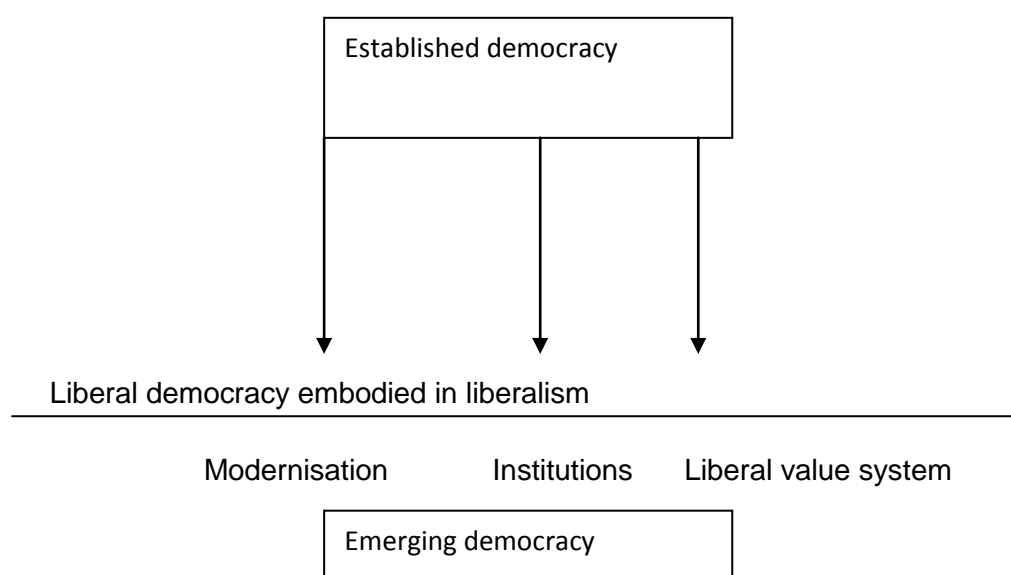 Established democracy
Liberal democracy embodied in liberalism
Modernisation Institutions Liberal value system
Emerging democracy